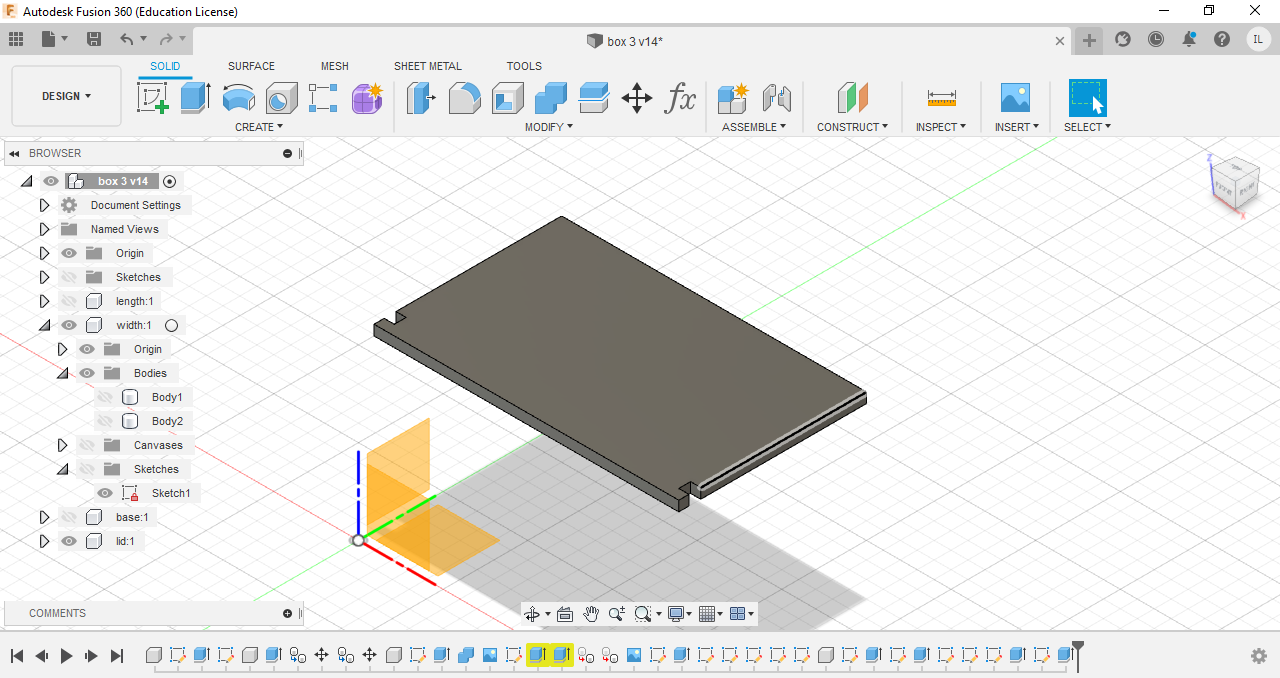 Autodesk Fusion 360 (Education License)
box 3 v14*
IL
DESIGN
SOLID
SURFACE
MESH
SHEET METAL
TOOLS
fx
CREATE
MODIFY
ASSEMBLE
CONSTRUCT
INSPECT
INSERT
SELECT
BROWSER
box 3 v14
Document Settings
Named Views
Origin
Sketches
length:1
width:1
Origin
Bodies
Body1
Body2
Canvases
Sketches
Sketch1
base:1
lid:1
Z
X
COMMENTS